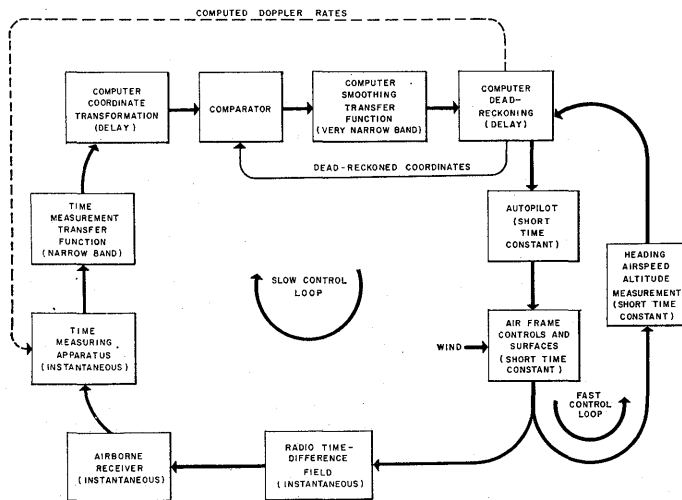 COMPUTED DOPPLER RATES
COMPUTER
COORDINATE
TRANSFORMATION
(DELAY)
COMPARATOR
COMPUTER
SMOOTHING
TRANSFER
FUNCTION
(VERY NARROW BAND)
COMPUTER
DEAD-
RECKONING
(DELAY)
DEAD-RECKONED COORDINATES
TIME
MEASUREMENT
TRANSFER
FUNCTION
(NARROW BAND)
AUTOPILOT
(SHORT
TIME
CONSTANT)
HEADING
AIRSPEED
ALTITUDE
MEASUREMENT
(SHORT TIME
CONSTANT)
SLOW CONTROL
LOOP
TIME
MEASURING
APPARATUS
(INSTANTANEOUS)
WIND
AIR FRAME
CONTROLS AND
SURFACES
(SHORT TIME
CONSTANT)
FAST
CONTROL
LOOP
AIRBORNE
RECEIVER
(INSTANTANEOUS)
RADIO TIME-
DIFFERENCE
FIELD
(INSTANTANEOUS)